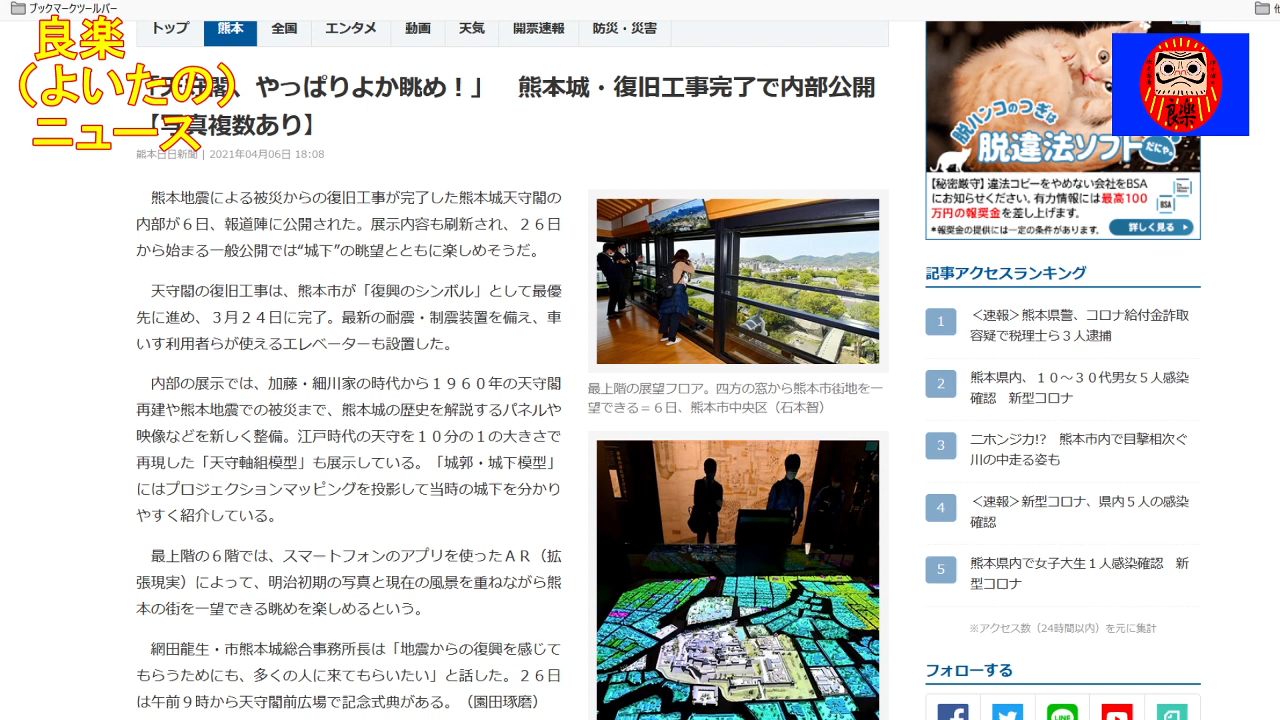 ブックマークツールバー
良楽
（よいたの）
ニュース
トップ 熊本 全国 エンタメ 動画 天気 開票速報 防災・災害
「天守閣、やっぱりよか眺め！」　熊本城・復旧工事完了で内部公開
【写真複数あり】
熊本日日新聞 | 2021年04月06日 18:08
熊本地震による被災からの復旧工事が完了した熊本城天守閣の
内部が６日、報道陣に公開された。展示内容も刷新され、２６日
から始まる一般公開では“城下”の眺望とともに楽しめそうだ。
天守閣の復旧工事は、熊本市が「復興のシンボル」として最優
先に進め、３月２４日に完了。最新の耐震・制震装置を備え、車
いす利用者らが使えるエレベーターも設置した。
内部の展示では、加藤・細川家の時代から１９６０年の天守閣
再建や熊本地震での被災まで、熊本城の歴史を解説するパネルや
映像などを新しく整備。江戸時代の天守を１０分の１の大きさで
再現した「天守軸組模型」も展示している。「城郭・城下模型」
にはプロジェクションマッピングを投影して当時の城下を分かり
やすく紹介している。
最上階の６階では、スマートフォンのアプリを使ったＡＲ（拡
張現実）によって、明治初期の写真と現在の風景を重ねながら熊
本の街を一望できる眺めを楽しめるという。
網田龍生・市熊本城総合事務所長は「地震からの復興を感じて
もらうためにも、多くの人に来てもらいたい」と話した。２６日
は午前９時から天守閣前広場で記念式典がある。（園田琢磨）
最上階の展望フロア。四方の窓から熊本市街地を一
望できる＝６日、熊本市中央区（石本智）
良楽
脱ハンコのつぎは
脱違法ソフト
だにゃ。
【秘密厳守】違法コピーをやめない会社をBSA
にお知らせください。有力情報には最高100
万円の報奨金を差し上げます。
BSA
*報奨金の提供には一定の条件があります。
詳しく見る
記事アクセスランキング
1 ＜速報＞熊本県警、コロナ給付金詐取
容疑で税理士ら３人逮捕
2 熊本県内、１０～３０代男女５人感染
確認　新型コロナ
3 ニホンジカ!?　熊本市内で目撃相次ぐ
川の中走る姿も
4 ＜速報＞新型コロナ、県内５人の感染
確認
5 熊本県内で女子大生１人感染確認　新
型コロナ
※アクセス数（24時間以内）を元に集計
フォローする
LINE